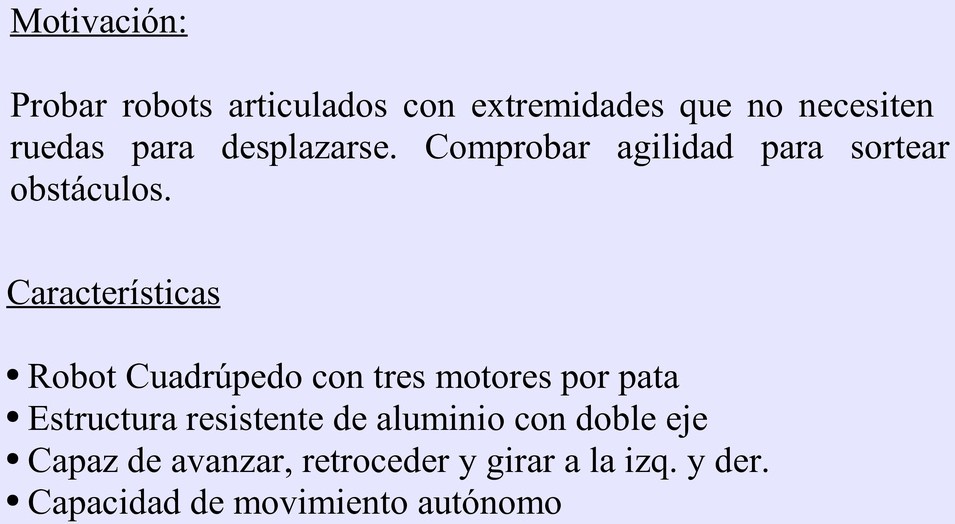 Motivación:
Probar robots articulados con extremidades que no necesiten
ruedas para desplazarse. Comprobar agilidad para sortear
obstáculos.
Características
• Robot Cuadrúpedo con tres motores por pata
• Estructura resistente de aluminio con doble eje
• Capaz de avanzar, retroceder y girar a la izq. y der.
• Capacidad de movimiento autónomo